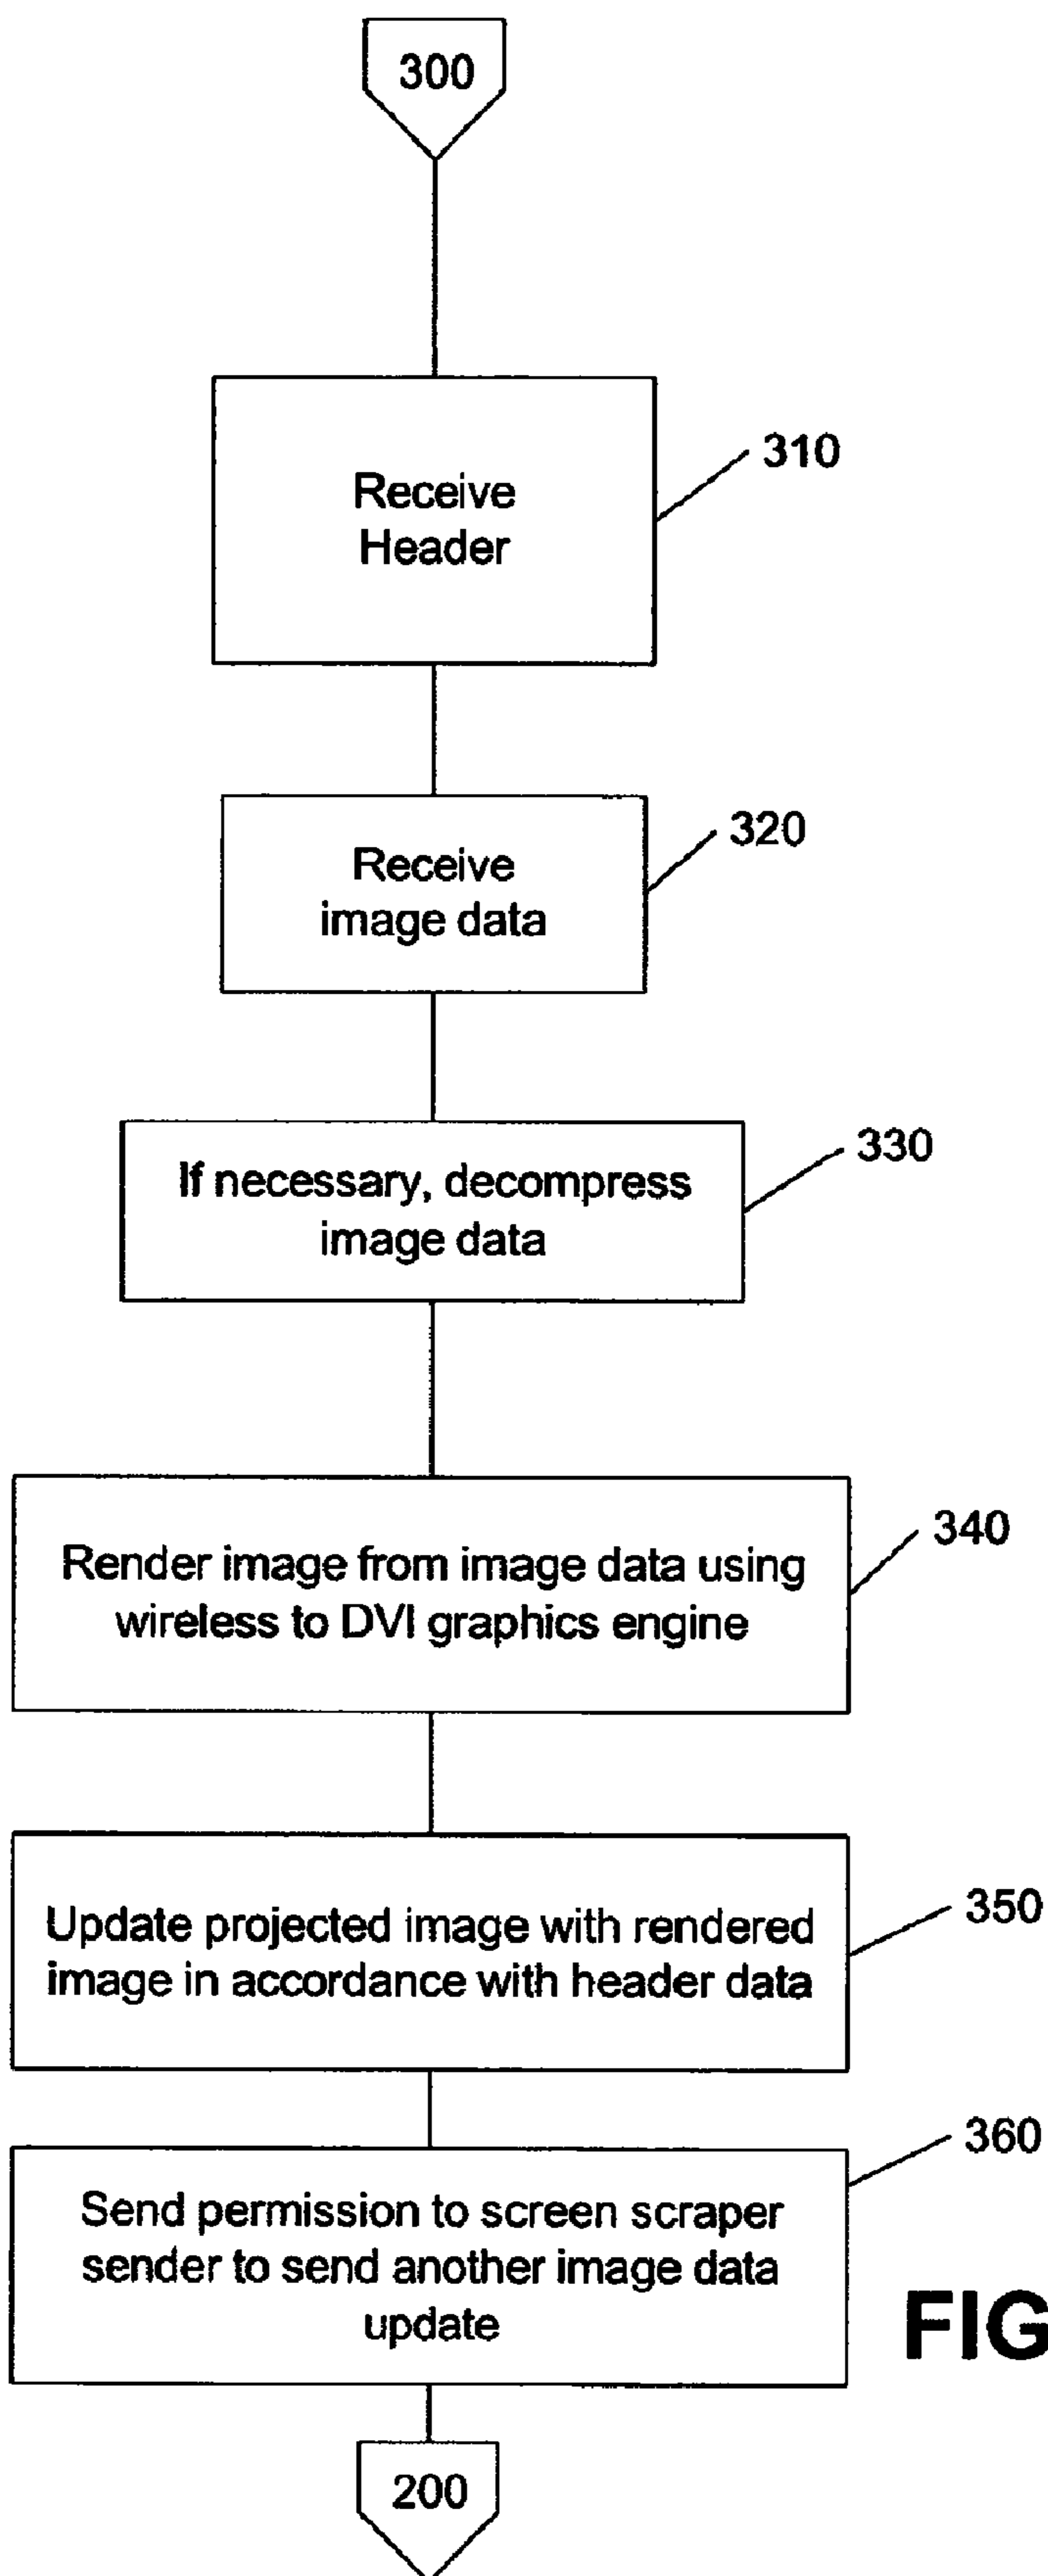 300
310
Receive
Header
320
Receive
image data
330
If necessary, decompress
image data
340
Render image from image data using
wireless to DVI graphics engine
350
Update projected image with rendered
image in accordance with header data
360
Send permission to screen scraper
sender to send another image data
update
FIG
200